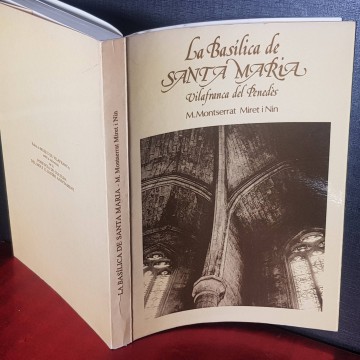 La Basílica de
SANTA MARIA
Vilafranca del Penedès
M. Montserrat Miret i Nin
LA BASÍLICA DE SANTA MARIA - M. Montserrat Miret i Nin